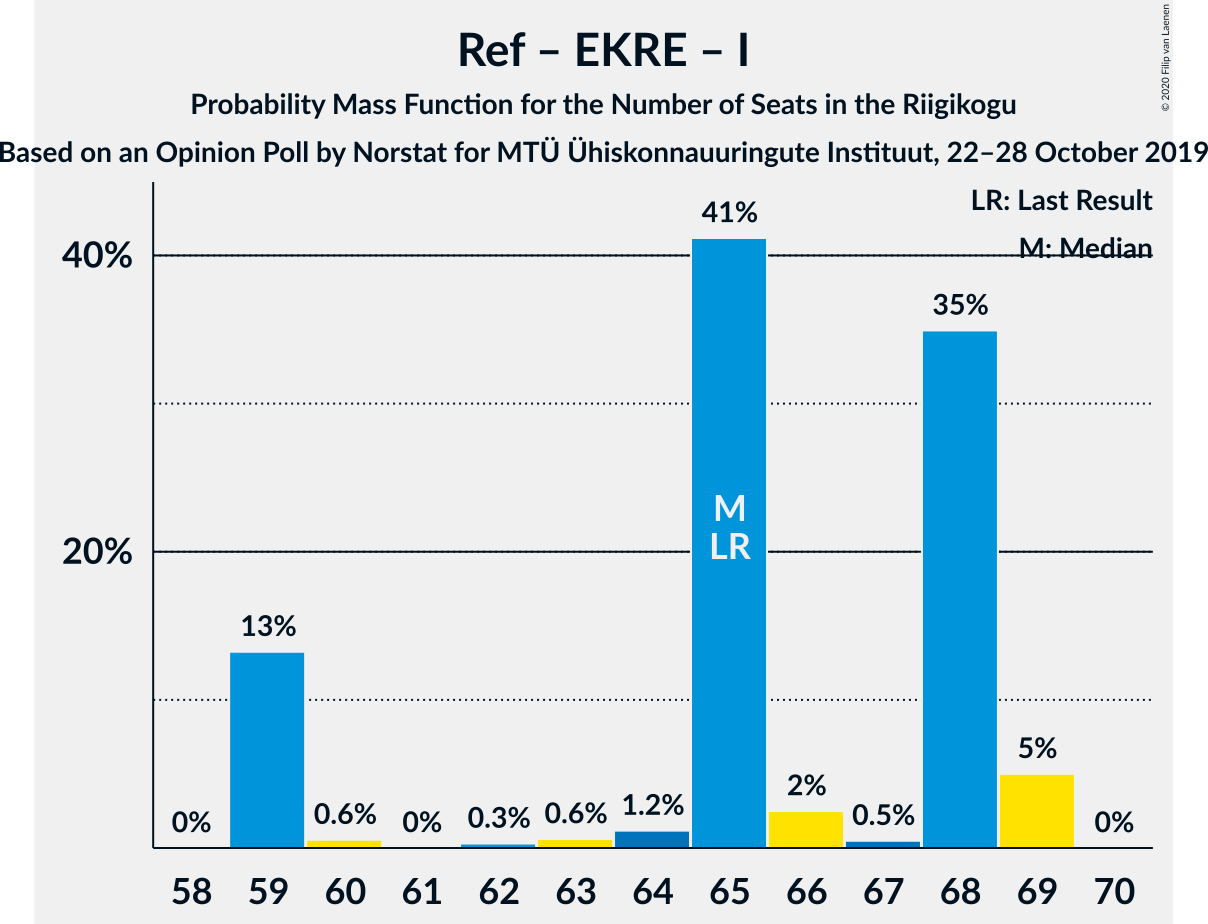 Ref – EKRE – I
Probability Mass Function for the Number of Seats in the Riigikogu
Based on an Opinion Poll by Norstat for MTÜ Ühiskonnauuringute Instituut, 22–28 October 2019
© 2020 Filip van Laenen
LR: Last Result
M: Median
41%
40%
35%
M
LR
20%
13%
5%
2%
1.2%
0% 0.6% 0% 0.3% 0.6% 0.5% 0%
58 59 60 61 62 63 64 65 66 67 68 69 70